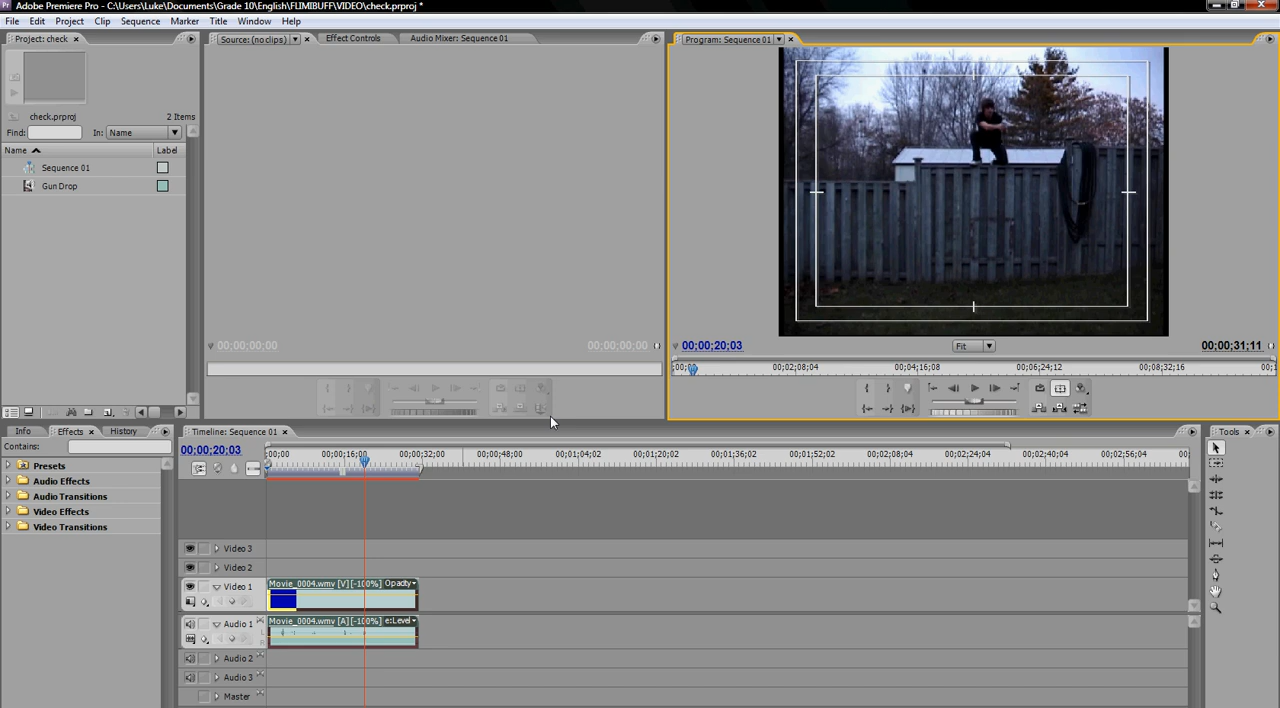 Adobe Premiere Pro - C:\Users\Luke\Documents\Grade 10\English\FLIMIBUFF\VIDEO\check.prproj *
File Edit Project Clip Sequence Marker Title Window Help
Project: check
check.prproj 2 Items
Find: In: Name
Name Label
Sequence 01
Gun Drop
Source: (no clips) Effect Controls Audio Mixer: Sequence 01
00;00;00;00 00;00;00;00
Program: Sequence 01
00;00;20;03 Fit 00;00;31;11
00;02;08;04 00;04;16;08 00;06;24;12 00;08;32;16
Info Effects History
Contains:
Presets
Audio Effects
Audio Transitions
Video Effects
Video Transitions
Timeline: Sequence 01
00;00;20;03
;00;00 00;00;16;00 00;00;32;00 00;00;48;00 00;01;04;02 00;01;20;02 00;01;36;02 00;01;52;02 00;02;08;04 00;02;24;04 00;02;40;04 00;02;56;04
Video 3
Video 2
Video 1 Movie_0004.wmv [V] [-100%] Opacity
Audio 1 Movie_0004.wmv [A] [-100%] e:Level
L
R
Audio 2
Audio 3
Master
Tools